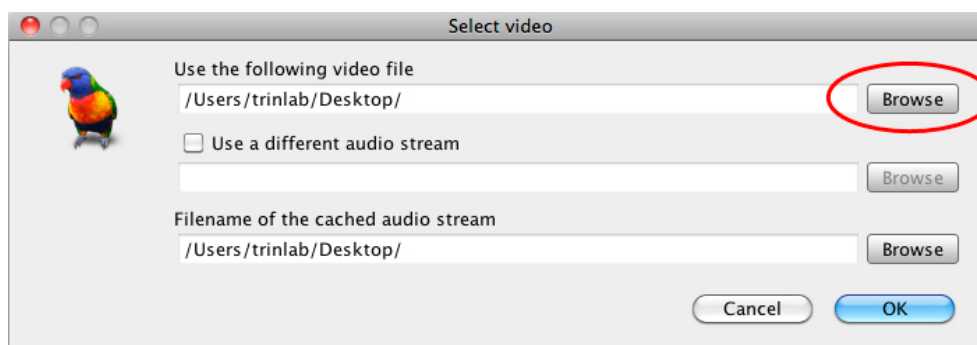 Select video
Use the following video file
/Users/trinlab/Desktop/ Browse
Use a different audio stream
Browse
Filename of the cached audio stream
/Users/trinlab/Desktop/ Browse
Cancel OK